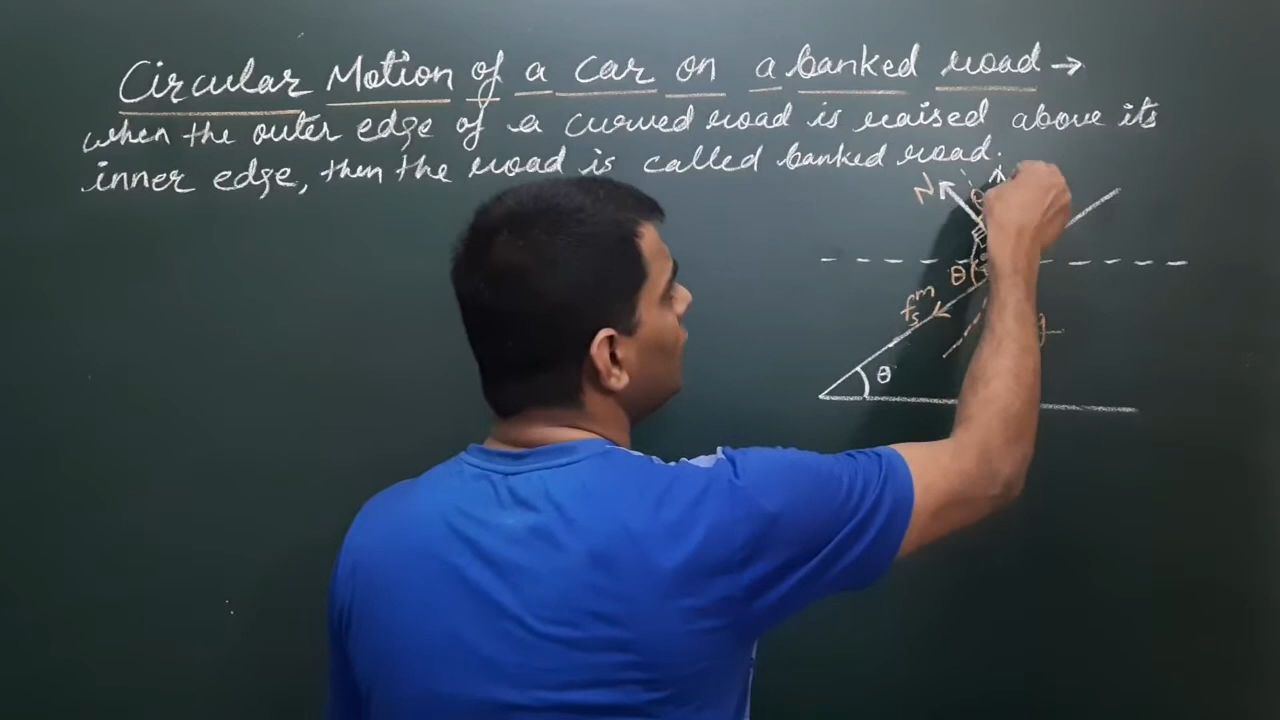 Circular Motion of a car on a banked road →
when the outer edge of a curved road is raised above its
inner edge, then the road is called banked road.
N
θ
θ
fsm
θ